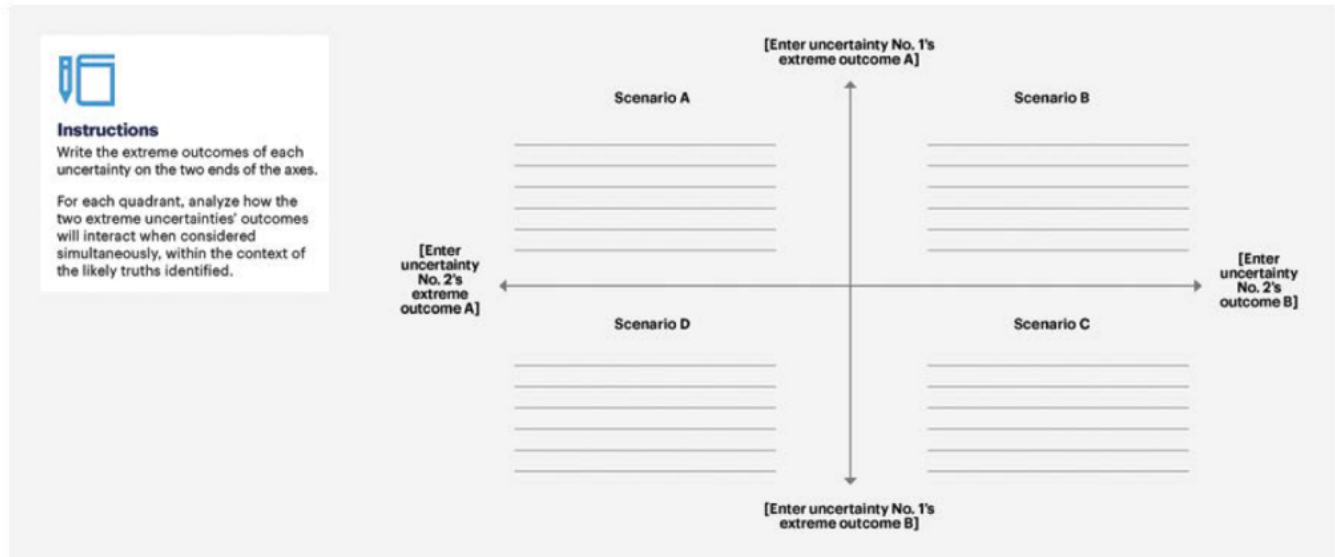 Instructions
Write the extreme outcomes of each
uncertainty on the two ends of the axes.
For each quadrant, analyze how the
two extreme uncertainties' outcomes
will interact when considered
simultaneously, within the context of
the likely truths identified.
[Enter uncertainty No. 1's
extreme outcome A]
Scenario A
Scenario B
[Enter
uncertainty
No. 2's
extreme
outcome A]
[Enter
uncertainty
No. 2's
outcome B]
Scenario D
Scenario C
[Enter uncertainty No. 1's
extreme outcome B]